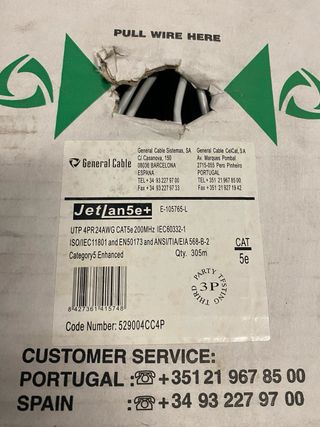 PULL WIRE HERE
General Cable
General Cable Sistemas, SA
C/ Casanova, 150
08036 BARCELONA
ESPAÑA
TEL.+34 93 227 97 00
Fax +34 93 227 97 33
General Cable CelCat, S/A
Av. Marques Pombal
2715-055 Pero Pinheiro
PORTUGAL
TEL.+351 21 967 85 00
Fax +351 21 927 19 42
Jetlan5e+
E-105765-L
UTP 4PR 24AWG CAT5e 200MHz IEC60332-1
ISO/IEC11801 and EN50173 and ANSI/TIA/EIA 568-B-2
Category5 Enhanced
Qty. 305m
CAT
5e
THIRD PARTY TESTING
3P
8 427361 415748
Code Number: 529004CC4P
CUSTOMER SERVICE:
PORTUGAL :☎+351 21 967 85 00
SPAIN :☎+34 93 227 97 00